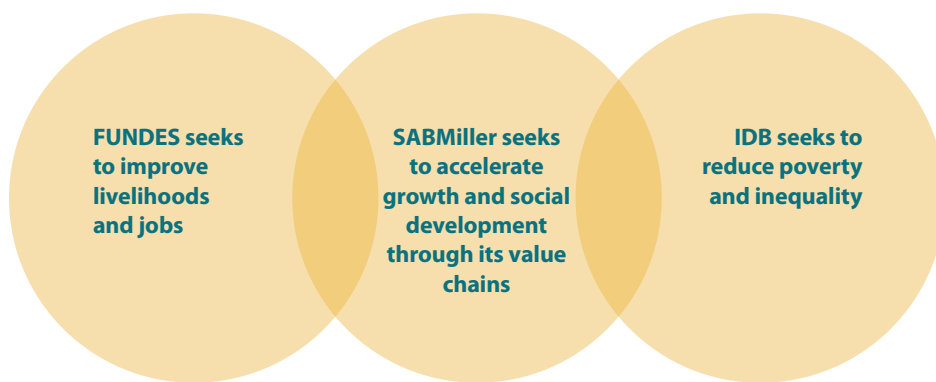 FUNDES seeks
to improve
livelihoods
and jobs
SABMiller seeks
to accelerate
growth and social
development
through its value
chains
IDB seeks to
reduce poverty
and inequality